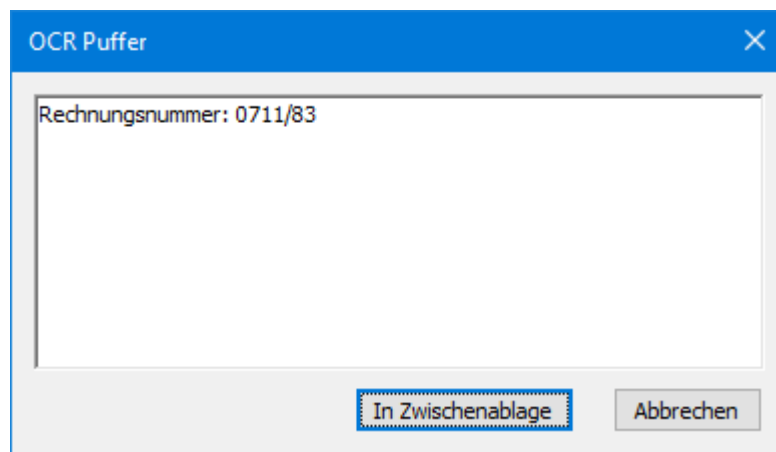 OCR Puffer
Rechnungsnummer: 0711/83
In Zwischenablage
Abbrechen